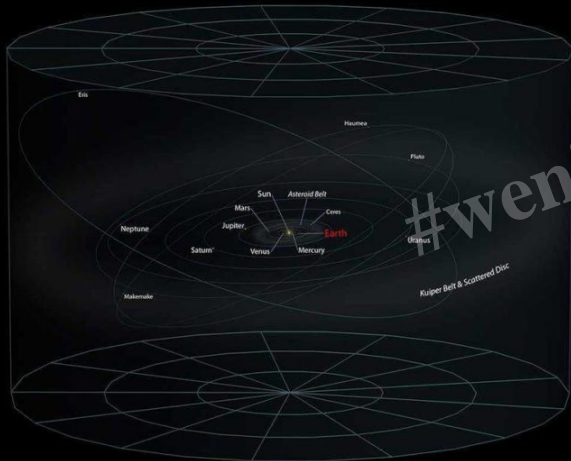 Eris
Haumea
Pluto
Sun
Asteroid Belt
Mars
Ceres
Jupiter
Earth
Neptune
Uranus
Saturn
Venus
Mercury
Kuiper Belt & Scattered Disc
Makemake